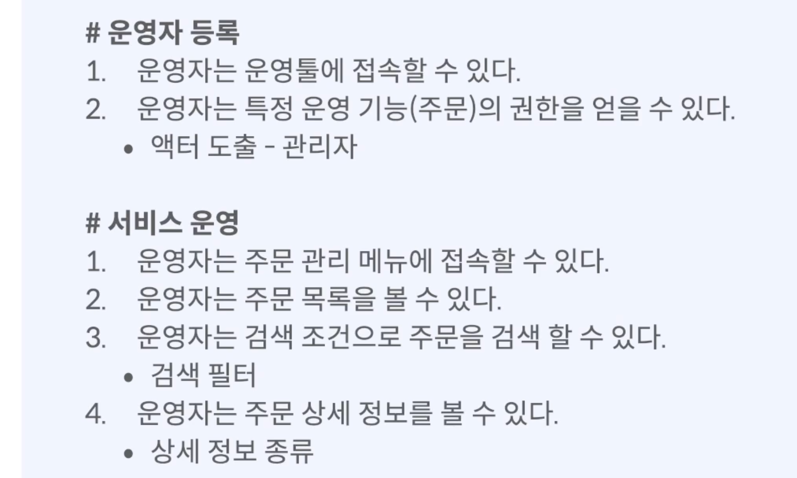 # 운영자 등록
1. 운영자는 운영툴에 접속할 수 있다.
2. 운영자는 특정 운영 기능(주문)의 권한을 얻을 수 있다.
• 액터 도출 - 관리자
# 서비스 운영
1. 운영자는 주문 관리 메뉴에 접속할 수 있다.
2. 운영자는 주문 목록을 볼 수 있다.
3. 운영자는 검색 조건으로 주문을 검색 할 수 있다.
• 검색 필터
4. 운영자는 주문 상세 정보를 볼 수 있다.
• 상세 정보 종류